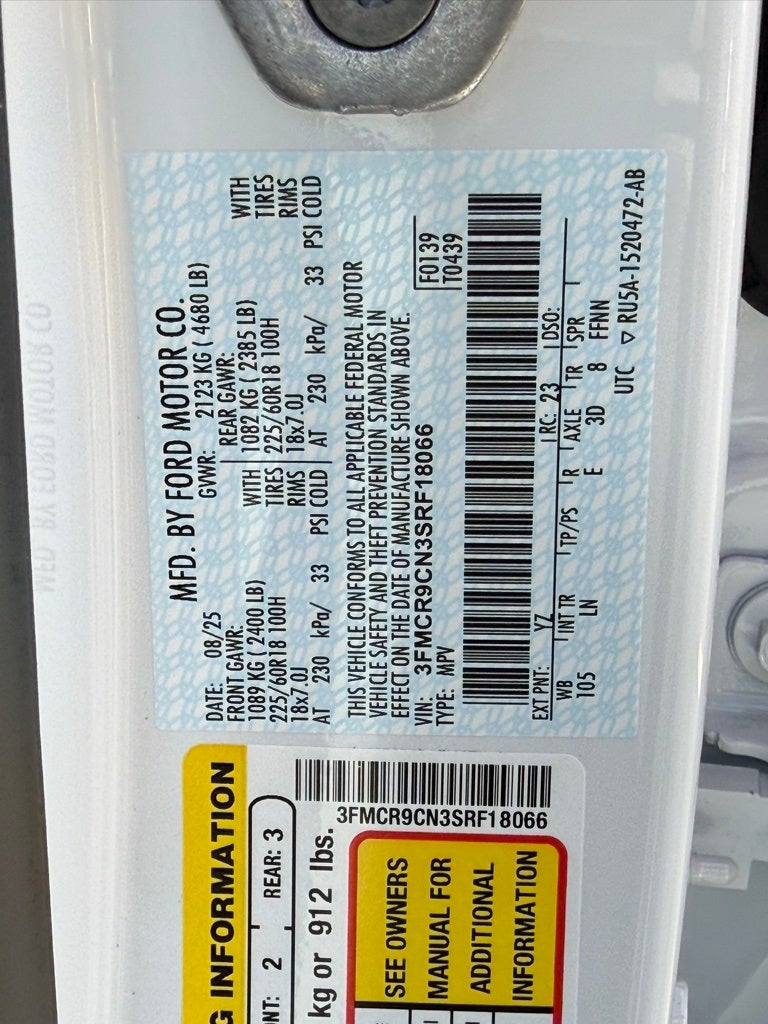 MFD. BY FORD MOTOR CO.
DATE: 08/25 GVWR: 2123 KG ( 4680 LB)
FRONT GAWR: REAR GAWR:
1089 KG ( 2400 LB) WITH 1082 KG ( 2385 LB) WITH
225/60R18 100H TIRES 225/60R18 100H TIRES
18x7.0J RIMS 18x7.0J RIMS
AT 230 kPa/ 33 PSI COLD AT 230 kPa/ 33 PSI COLD
THIS VEHICLE CONFORMS TO ALL APPLICABLE FEDERAL MOTOR
VEHICLE SAFETY AND THEFT PREVENTION STANDARDS IN
EFFECT ON THE DATE OF MANUFACTURE SHOWN ABOVE.
VIN: 3FMCR9CN3SRF18066 F0139
TYPE: MPV T0439
EXT PNT: YZ RC: 23 DSO:
WB INT TR TP/PS R AXLE TR SPR
105 LN E 3D 8 FFNN
UTC ▽ RU5A-1520472-AB
G INFORMATION
NT: 2 REAR: 3
3FMCR9CN3SRF18066
kg or 912 lbs.
SEE OWNERS
MANUAL FOR
ADDITIONAL
INFORMATION